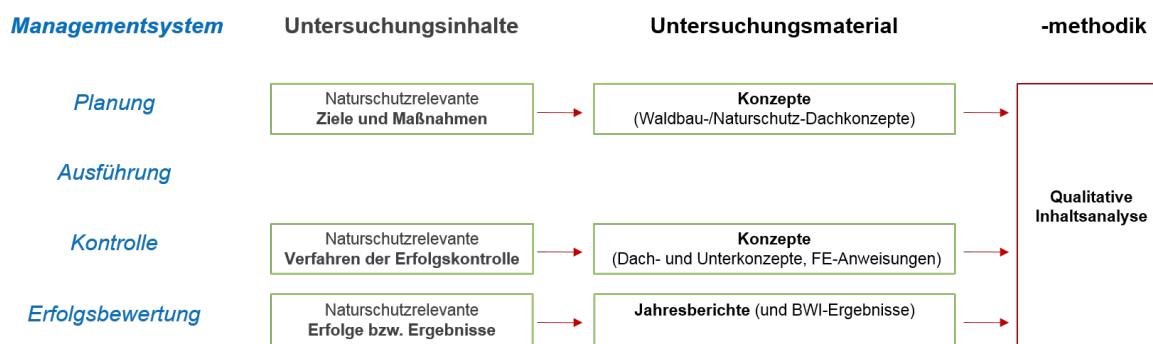 Managementsystem Untersuchungsinhalte Untersuchungsmaterial -methodik
Planung
Naturschutzrelevante
Ziele und Maßnahmen
Konzepte
(Waldbau-/Naturschutz-Dachkonzepte)
Ausführung
Qualitative
Inhaltsanalyse
Kontrolle
Naturschutzrelevante
Verfahren der Erfolgskontrolle
Konzepte
(Dach- und Unterkonzepte, FE-Anweisungen)
Erfolgsbewertung
Naturschutzrelevante
Erfolge bzw. Ergebnisse
Jahresberichte (und BWI-Ergebnisse)